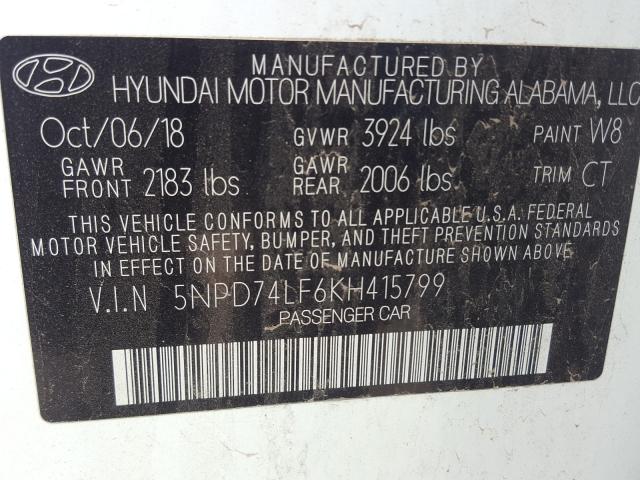 MANUFACTURED BY
HYUNDAI MOTOR MANUFACTURING ALABAMA, LLC
Oct/06/18 GVWR 3924 lbs PAINT W8
GAWR FRONT 2183 lbs GAWR REAR 2006 lbs. TRIM CT
THIS VEHICLE CONFORMS TO ALL APPLICABLE U.S.A. FEDERAL
MOTOR VEHICLE SAFETY, BUMPER, AND THEFT PREVENTION STANDARDS
IN EFFECT ON THE DATE OF MANUFACTURE SHOWN ABOVE.
V.I.N 5NPD74LF6KH415799
PASSENGER CAR